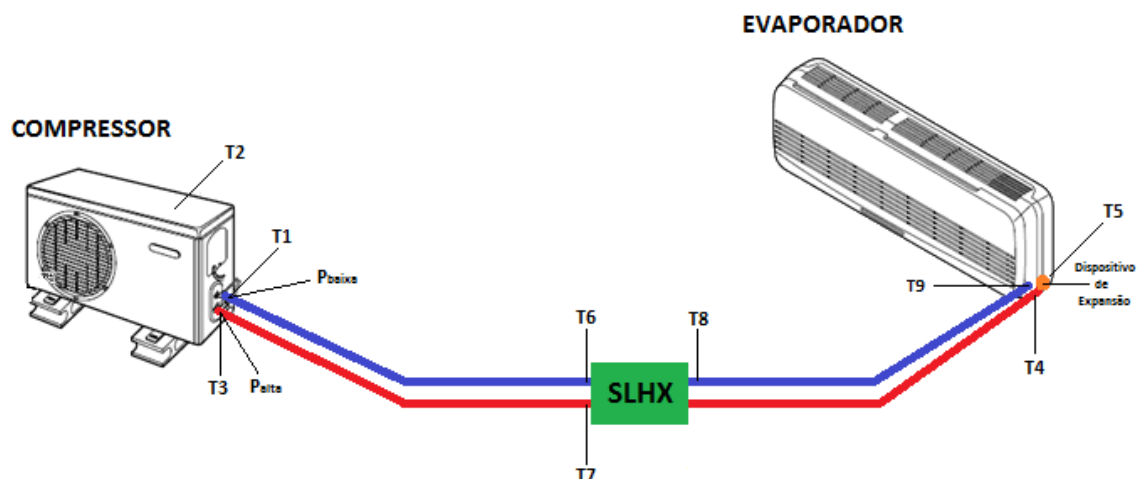 EVAPORADOR
COMPRESSOR
T2
T1
Pbaixa
T3
Palta
T6
T8
SLHX
T7
T5
Dispositivo
de
Expansão
T9
T4